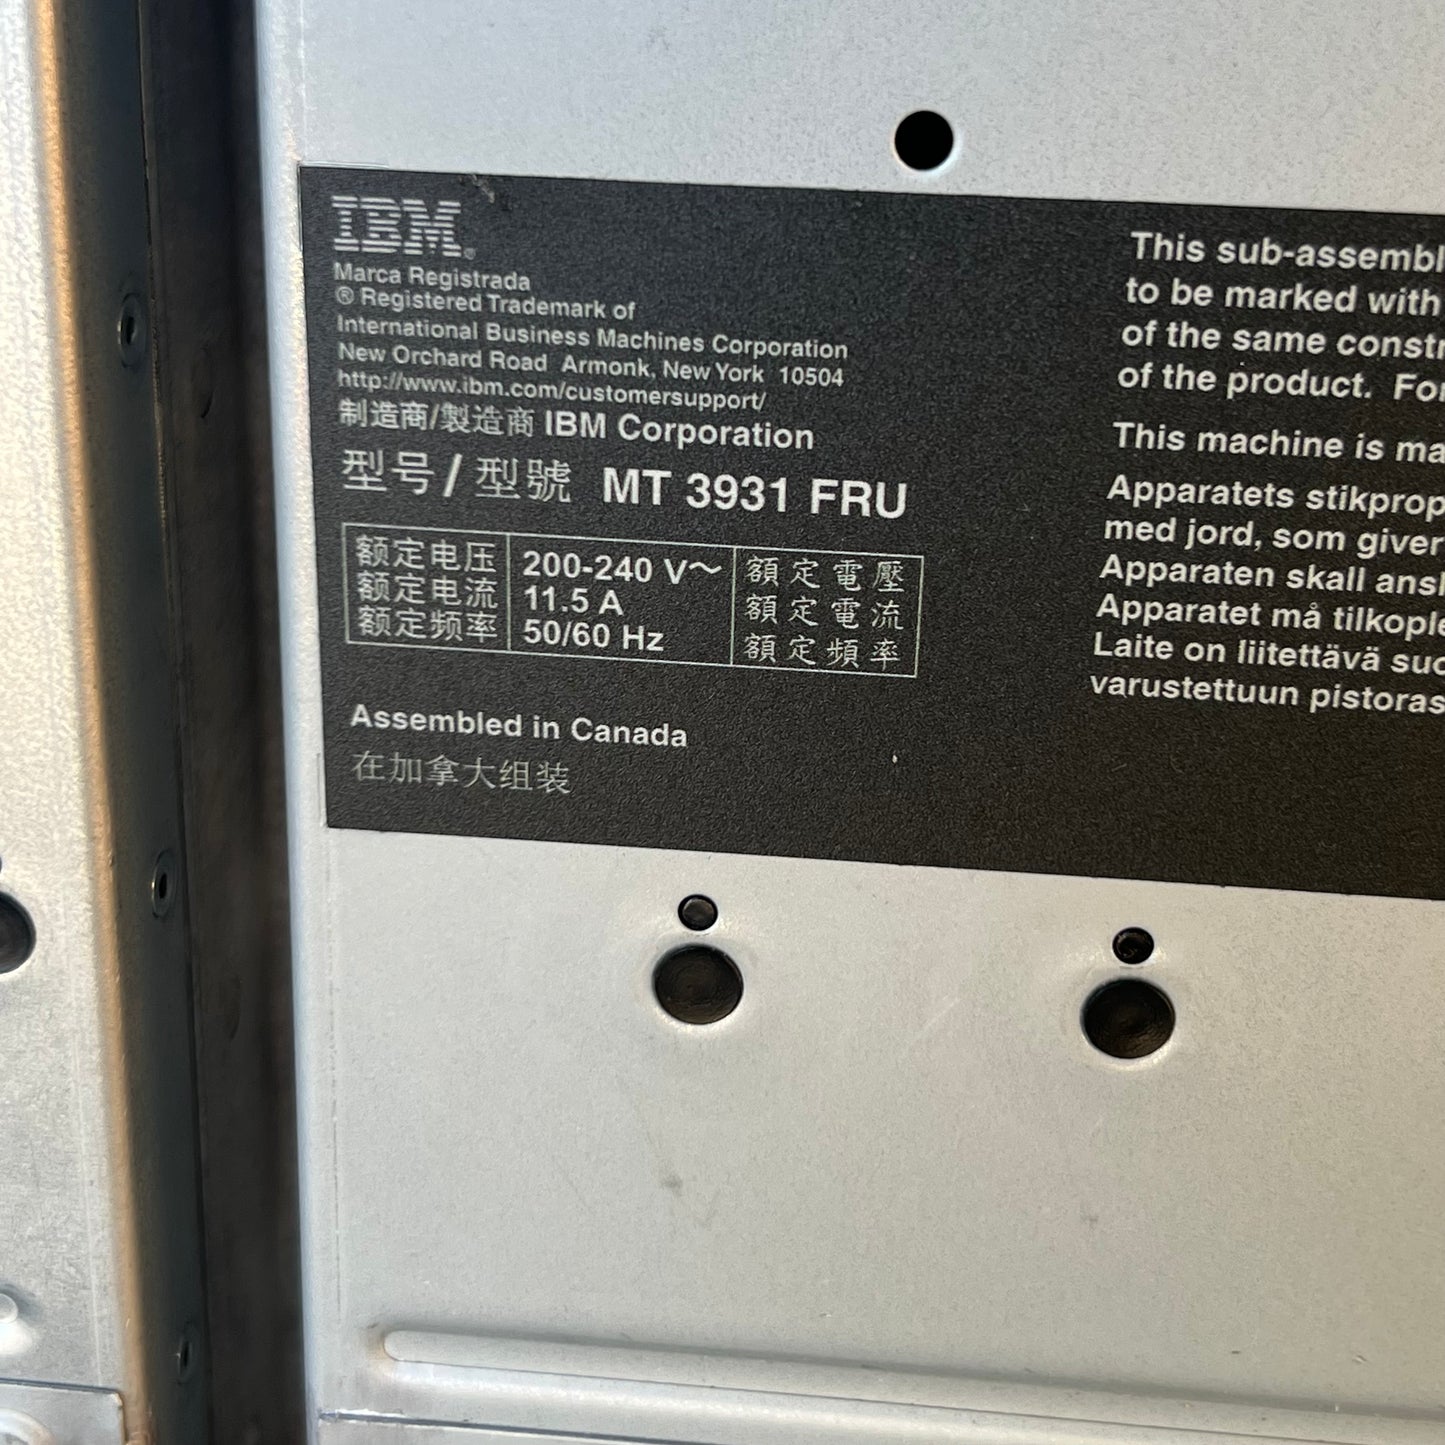 IBM®
Marca Registrada
® Registered Trademark of
International Business Machines Corporation
New Orchard Road Armonk, New York 10504
http://www.ibm.com/customersupport/
制造商/製造商 IBM Corporation
型号/型號 MT 3931 FRU
额定电压 200-240 V~ 額定電壓
额定电流 11.5 A 額定電流
额定频率 50/60 Hz 額定頻率
Assembled in Canada
在加拿大组装
This sub-assembl
to be marked with
of the same constr
of the product. For
This machine is ma
Apparatets stikprop
med jord, som giver
Apparaten skall ansl
Apparatet må tilkople
Laite on liitettävä suo
varustettuun pistoras